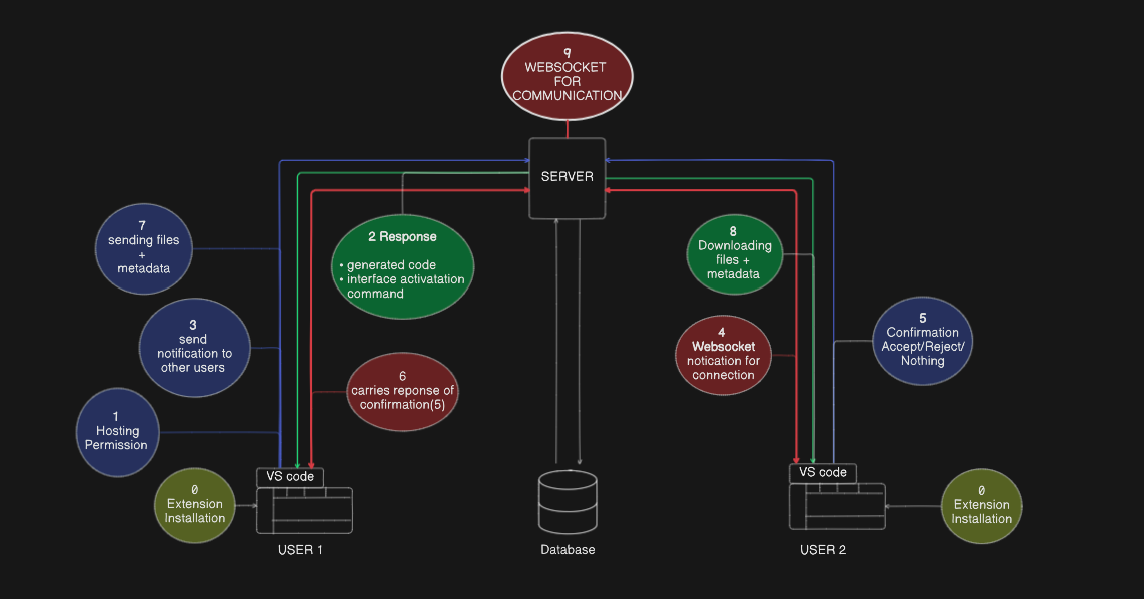 9
WEBSOCKET
FOR
COMMUNICATION
SERVER
7
sending files
+
metadata
2 Response
• generated code
• interface activatation
command
8
Downloading
files +
metadata
3
send
notification to
other users
4
Websocket
notication for
connection
5
Confirmation
Accept/Reject/
Nothing
6
carries reponse of
confirmation(5)
1
Hosting
Permission
VS code
VS code
0
Extension
Installation
0
Extension
Installation
USER 1
Database
USER 2